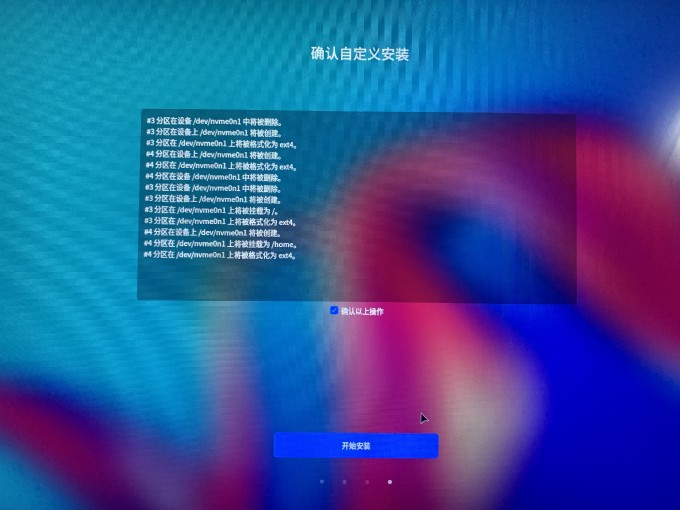 确认自定义安装
#3 分区在设备 /dev/nvme0n1 中将被删除。
#3 分区在设备上 /dev/nvme0n1 将被创建。
#3 分区在 /dev/nvme0n1 上将被格式化为 ext4。
#4 分区在设备上 /dev/nvme0n1 将被创建。
#4 分区在 /dev/nvme0n1 上将被格式化为 ext4。
#4 分区在设备 /dev/nvme0n1 中将被删除。
#3 分区在设备 /dev/nvme0n1 中将被删除。
#3 分区在设备上 /dev/nvme0n1 将被创建。
#3 分区在 /dev/nvme0n1 上将被挂载为 /。
#3 分区在 /dev/nvme0n1 上将被格式化为 ext4。
#4 分区在设备上 /dev/nvme0n1 将被创建。
#4 分区在 /dev/nvme0n1 上将被挂载为 /home。
#4 分区在 /dev/nvme0n1 上将被格式化为 ext4。
确认以上操作
开始安装